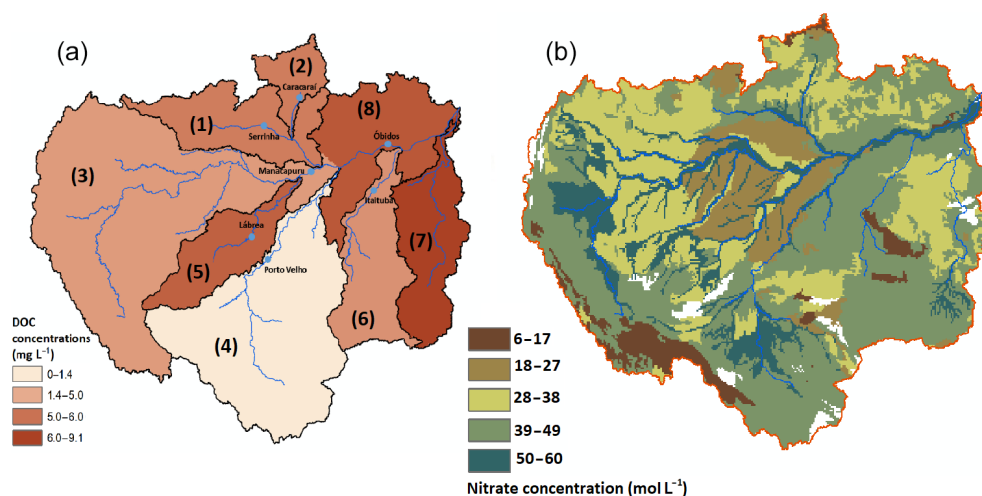 (a)
(2)
Caracaraí
(8)
(1)
Serrinha
Óbidos
(3)
Manacapuru
Itaituba
Lábrea
(7)
(5)
Porto Velho
(6)
(4)
DOC
concentrations
(mg L⁻¹)
0–1.4
1.4–5.0
5.0–6.0
6.0–9.1
(b)
6–17
18–27
28–38
39–49
50–60
Nitrate concentration (mol L⁻¹)